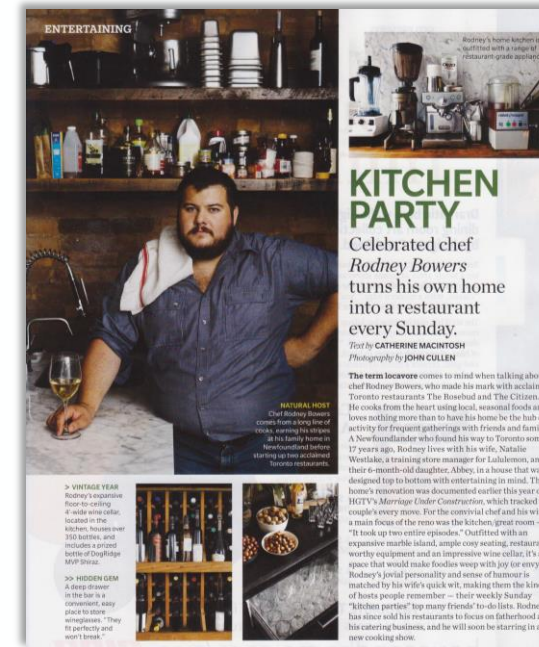 ENTERTAINING
Rodney's home kitchen is
outfitted with a range of
restaurant-grade
KITCHEN
PARTY
Celebrated chef
Rodney Bowers
turns his own home
into a restaurant
every Sunday.
Text by CATHERINE MACINTOSH
Photography by JOHN CULLEN
The term locavore comes to mind when talking
chef Rodney Bowers, who made his mark with
Toronto restaurants The Rosebud and The Citizen.
He cooks from the heart using local, seasonal foods
loves nothing more than to have his home be the hub
activity for frequent gatherings with friends and
A Newfoundlander who found his way to Toronto
17 years ago, Rodney lives with his wife, Natalie
Westlake, a training store manager for Lululemon, and
their 6-month-old daughter, Abbey, in a house that
designed top to bottom with entertaining in mind.
home's renovation was documented earlier this year
HGTV's Marriage Under Construction, which tracked
couple's every move. For the convivial chef and his
a main focus of the reno was the kitchen/great room –
"It took up two entire episodes." Outfitted with an
expansive marble island, ample cosy seating,
worthy equipment and an impressive wine cellar, it's
space that would make foodies weep with joy (or
Rodney's jovial personality and sense of humour is
matched by his wife's quick wit, making them the
of hosts people remember — their weekly Sunday
"kitchen parties" top many friends' to-do lists.
has since sold his restaurants to focus on fatherhood
his catering business, and he will soon be starring in
new cooking show.
NATURAL HOST
Chef Rodney Bowers
comes from a long line of
cooks, earning his stripes
at his family home in
Newfoundland before
starting up two acclaimed
Toronto restaurants.
> VINTAGE YEAR
Rodney's expansive
floor-to-ceiling
4'-wide wine cellar,
located in the
kitchen, houses over
350 bottles, and
includes a prized
bottle of DogRidge
MVP Shiraz.
>> HIDDEN GEM
A deep drawer
in the bar is a
convenient, easy
place to store
wineglasses. "They
fit perfectly and
won't break."